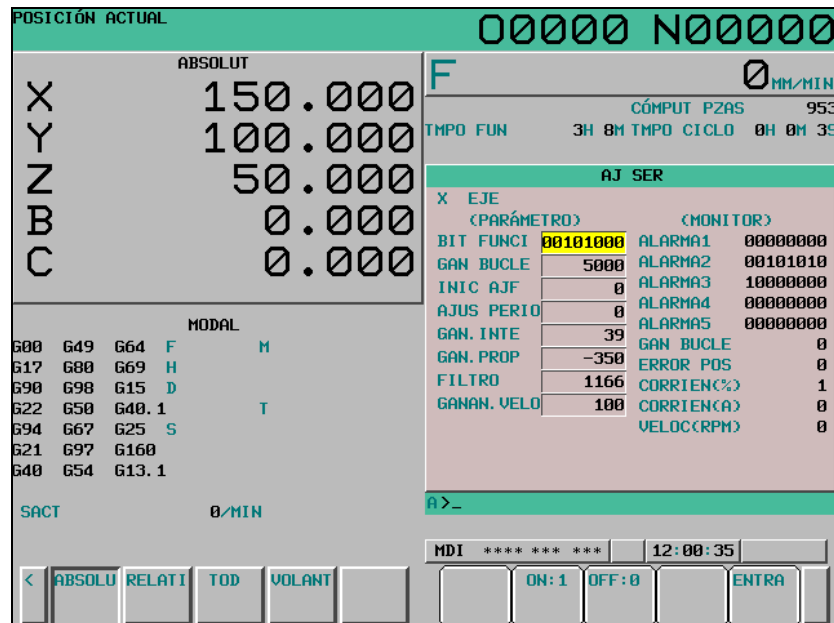 POSICIÓN ACTUAL
O0000 N00000
ABSOLUT
X 150.000
Y 100.000
Z 50.000
B 0.000
C 0.000
F 0 MM/MIN
CÓMPUT PZAS 953
TMPO FUN 3H 8M TMPO CICLO 0H 0M 3S
AJ SER
X EJE
(PARÁMETRO) (MONITOR)
BIT FUNCI 00101000 ALARMA1 00000000
GAN BUCLE 5000 ALARMA2 00101010
INIC AJF 0 ALARMA3 10000000
AJUS PERIO 0 ALARMA4 00000000
GAN.INTE 39 ALARMA5 00000000
GAN.PROP -350 GAN BUCLE 0
FILTRO 1166 ERROR POS 0
GANAN.VELO 100 CORRIEN(%) 1
CORRIEN(A) 0
VELOC(RPM) 0
MODAL
G00 G49 G64 F M
G17 G80 G69 H
G90 G98 G15 D
G22 G50 G40.1 T
G94 G67 G25 S
G21 G97 G160
G40 G54 G13.1
SACT 0/MIN
A>_
MDI **** *** *** 12:00:35
< ABSOLU RELATI TOD VOLANT
ON:1 OFF:0 ENTRA